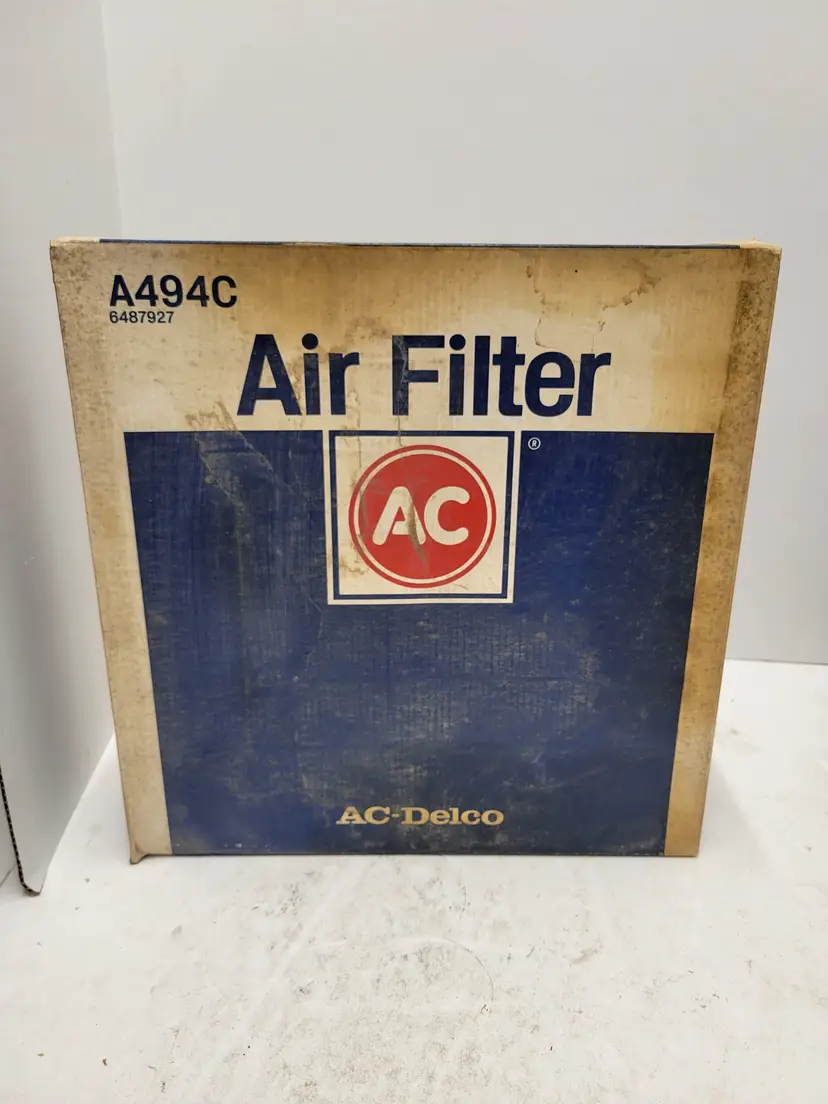 A494C
6487927
Air Filter
AC
®
AC-Delco